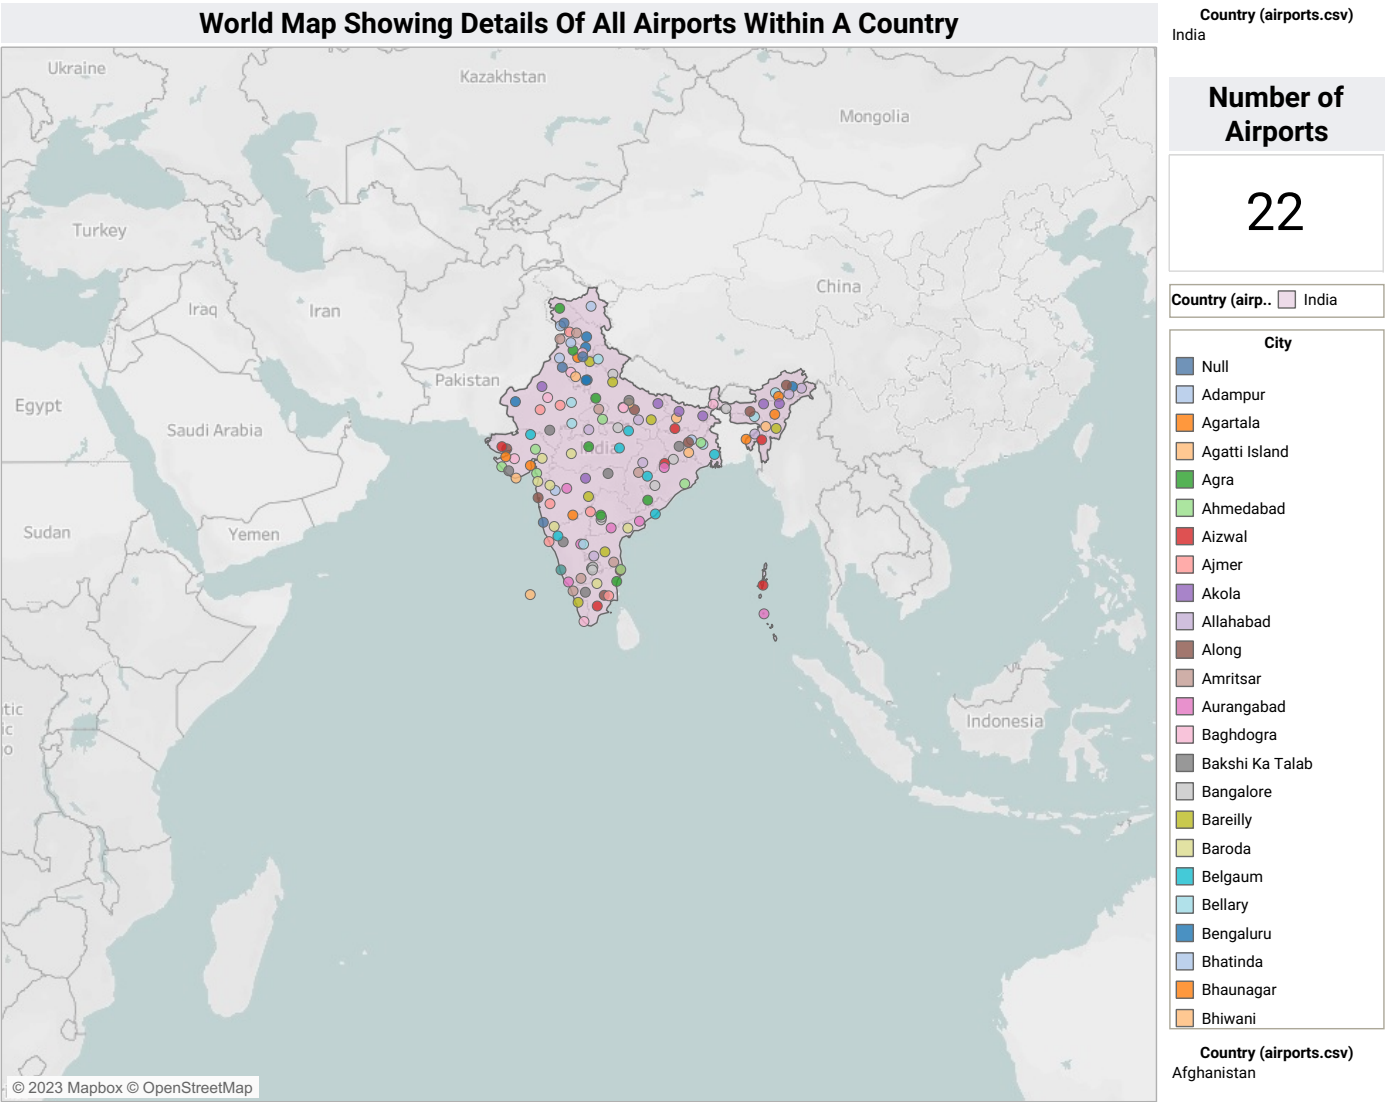 World Map Showing Details Of All Airports Within A Country
Country (airports.csv)
India
Number of
Airports
22
Country (airp..
India
City
Null
Adampur
Agartala
Agatti Island
Agra
Ahmedabad
Aizwal
Ajmer
Akola
Allahabad
Along
Amritsar
Aurangabad
Baghdogra
Bakshi Ka Talab
Bangalore
Bareilly
Baroda
Belgaum
Bellary
Bengaluru
Bhatinda
Bhaunagar
Bhiwani
Country (airports.csv)
Afghanistan
Ukraine
Kazakhstan
Mongolia
Turkey
China
Iraq
Iran
Pakistan
Egypt
Saudi Arabia
India
Sudan
Yemen
Indonesia
tic
ic
o
© 2023 Mapbox © OpenStreetMap